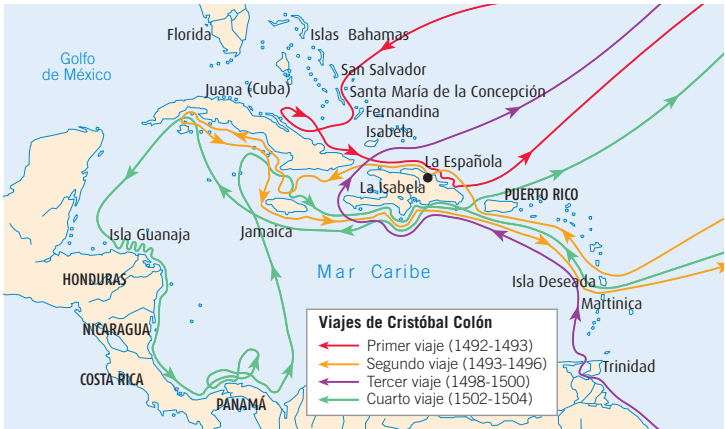 Florida
Islas Bahamas
Golfo
de México
San Salvador
Juana (Cuba)
Santa María de la Concepción
Fernandina
Isabela
La Española
La Isabela
PUERTO RICO
Isla Guanaja
Jamaica
Mar Caribe
HONDURAS
Isla Deseada
Martinica
NICARAGUA
Viajes de Cristóbal Colón
Primer viaje (1492-1493)
Segundo viaje (1493-1496)
Tercer viaje (1498-1500)
Cuarto viaje (1502-1504)
Trinidad
COSTA RICA
PANAMÁ